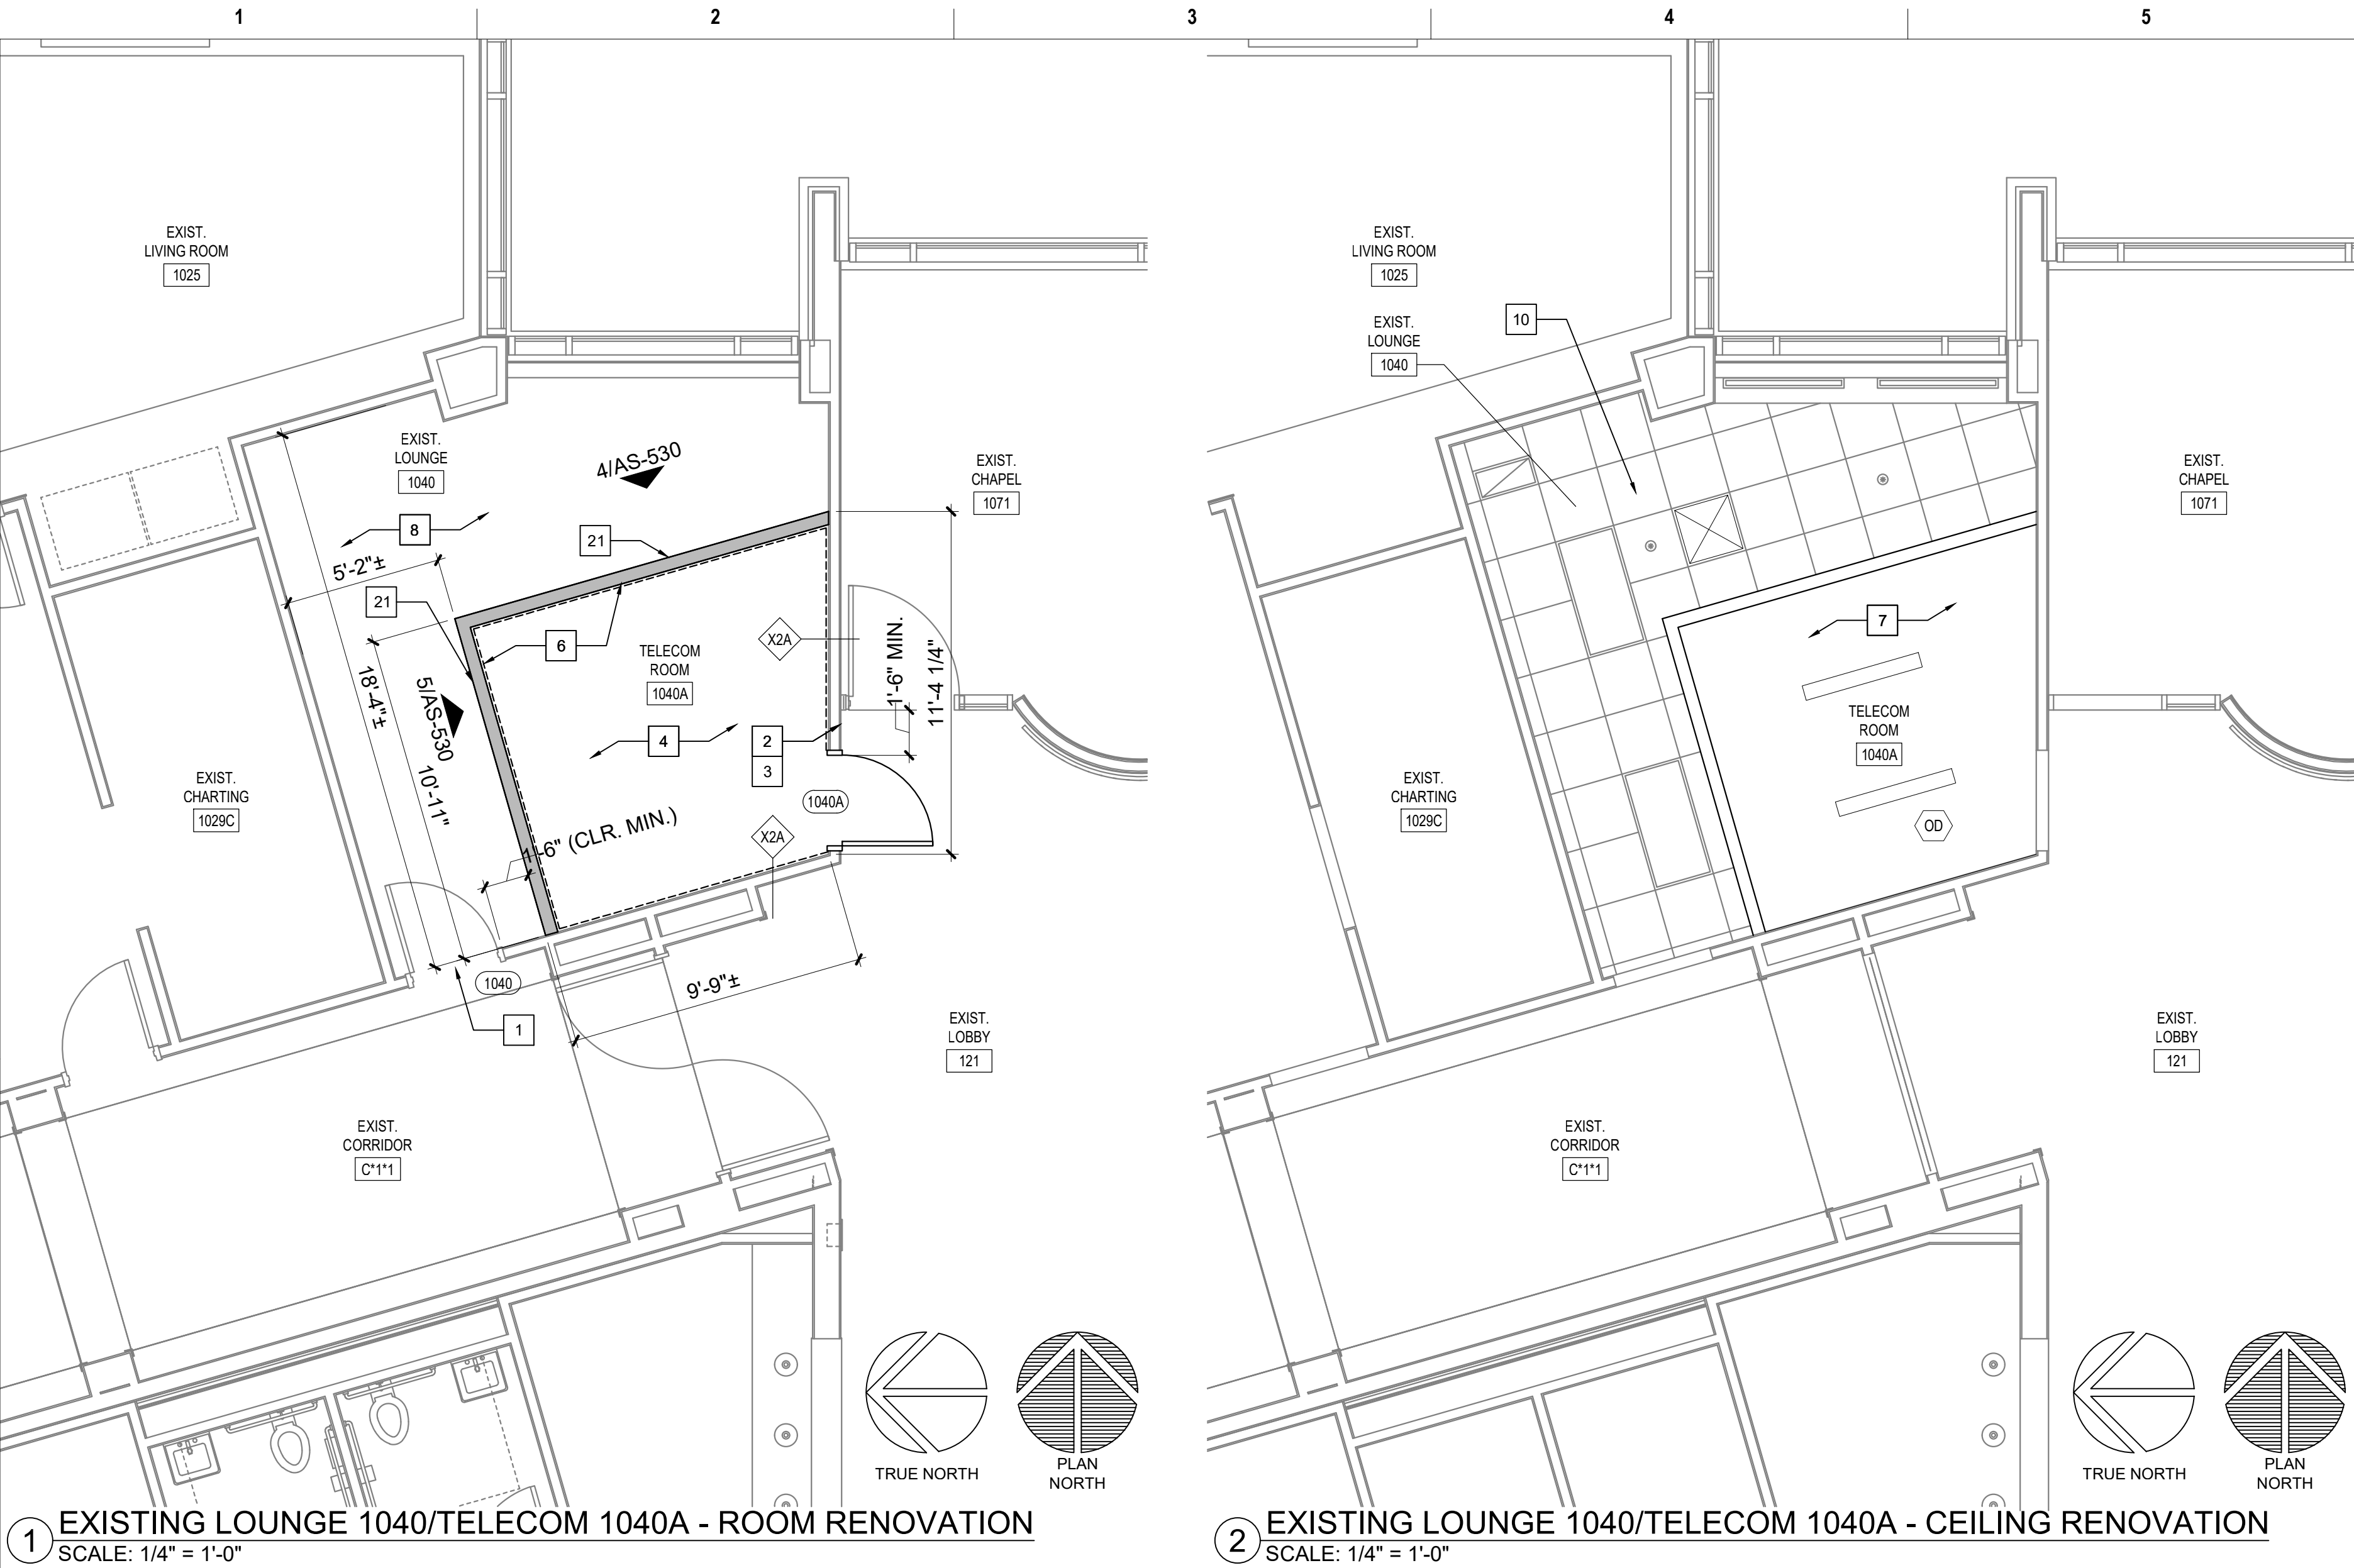 1
2
3
4
5
EXIST.
LIVING ROOM
1025
EXIST.
LOUNGE
1040
4/AS-530
EXIST.
CHAPEL
1071
8
21
5'-2"±
21
6
TELECOM
ROOM
1040A
X2A
1'-6" MIN.
11'-4 1/4"
18'-4"±
5/AS-530
10'-11"
4
2
3
1040A
EXIST.
CHARTING
1029C
X2A
1'-6" (CLR. MIN.)
1040
9'-9"±
1
EXIST.
LOBBY
121
EXIST.
CORRIDOR
C*1*1
TRUE NORTH
PLAN
NORTH
1
EXISTING LOUNGE 1040/TELECOM 1040A - ROOM RENOVATION
SCALE: 1/4" = 1'-0"
EXIST.
LIVING ROOM
1025
10
EXIST.
LOUNGE
1040
EXIST.
CHAPEL
1071
7
TELECOM
ROOM
1040A
EXIST.
CHARTING
1029C
OD
EXIST.
LOBBY
121
EXIST.
CORRIDOR
C*1*1
TRUE NORTH
PLAN
NORTH
2
EXISTING LOUNGE 1040/TELECOM 1040A - CEILING RENOVATION
SCALE: 1/4" = 1'-0"